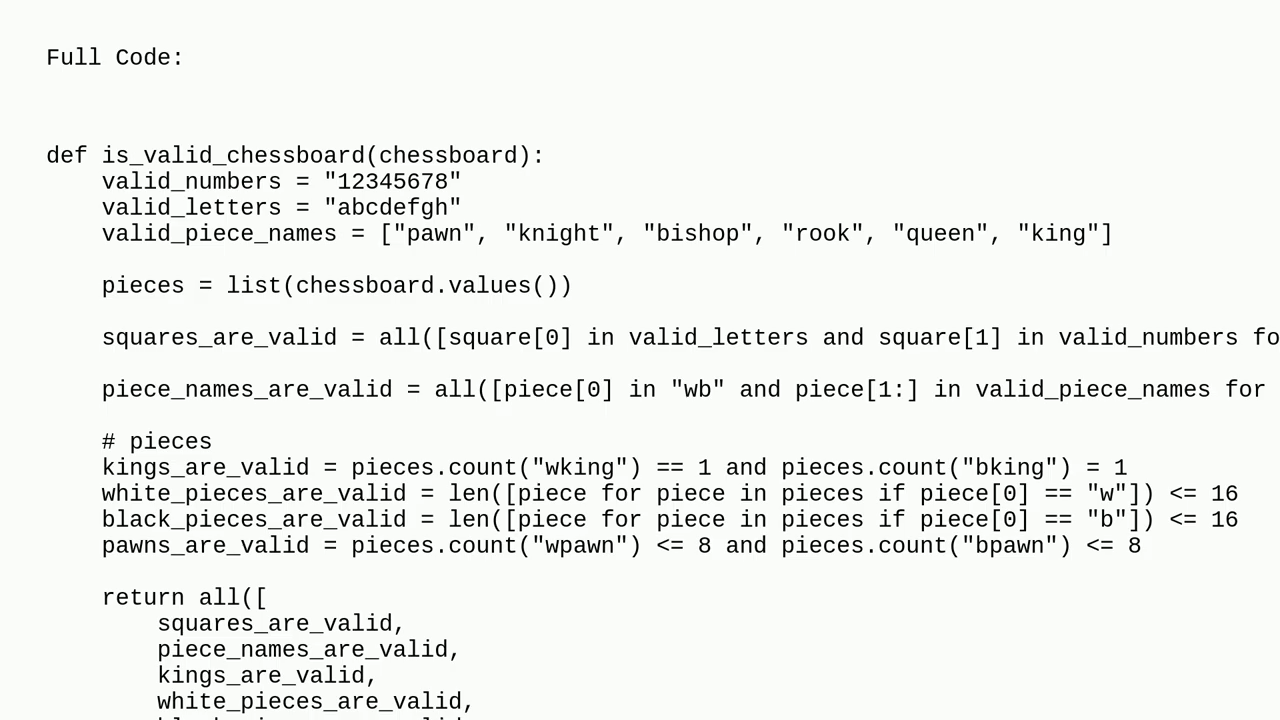 Full Code:
def is_valid_chessboard(chessboard):
    valid_numbers = "12345678"
    valid_letters = "abcdefgh"
    valid_piece_names = ["pawn", "knight", "bishop", "rook", "queen", "king"]
    pieces = list(chessboard.values())
    squares_are_valid = all([square[0] in valid_letters and square[1] in valid_numbers fo
    piece_names_are_valid = all([piece[0] in "wb" and piece[1:] in valid_piece_names for
    # pieces
    kings_are_valid = pieces.count("wking") == 1 and pieces.count("bking") = 1
    white_pieces_are_valid = len([piece for piece in pieces if piece[0] == "w"]) <= 16
    black_pieces_are_valid = len([piece for piece in pieces if piece[0] == "b"]) <= 16
    pawns_are_valid = pieces.count("wpawn") <= 8 and pieces.count("bpawn") <= 8
    return all([
        squares_are_valid,
        piece_names_are_valid,
        kings_are_valid,
        white_pieces_are_valid,